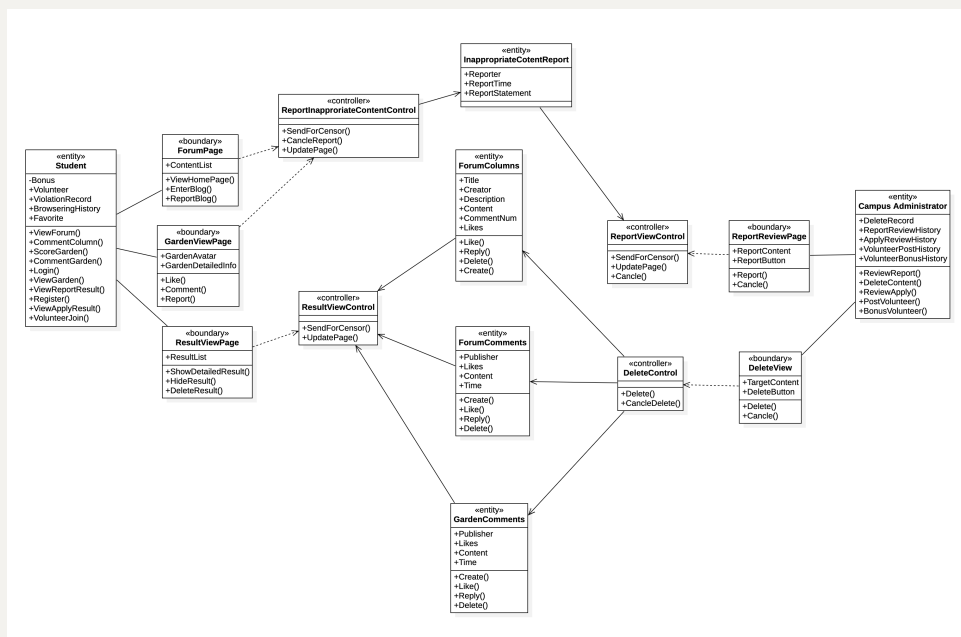 «entity»
InappropriateCotentReport
+Reporter
+ReportTime
+ReportStatement
«controller»
ReportInapproriateContentControl
+SendForCensor()
+CancleReport()
+UpdatePage()
«boundary»
ForumPage
+ContentList
+ViewHomePage()
+EnterBlog()
+ReportBlog()
«entity»
Student
-Bonus
+Volunteer
+ViolationRecord
+BrowseringHistory
+Favorite
+ViewForum()
+CommentColumn()
+ScoreGarden()
+CommentGarden()
+Login()
+ViewGarden()
+ViewReportResult()
+Register()
+ViewApplyResult()
+VolunteerJoin()
«boundary»
GardenViewPage
+GardenAvatar
+GardenDetailedInfo
+Like()
+Comment()
+Report()
«boundary»
ResultViewPage
+ResultList
+ShowDetailedResult()
+HideResult()
+DeleteResult()
«controller»
ResultViewControl
+SendForCensor()
+UpdatePage()
«entity»
ForumColumns
+Title
+Creator
+Description
+Content
+CommentNum
+Likes
+Like()
+Reply()
+Delete()
+Create()
«entity»
ForumComments
+Publisher
+Likes
+Content
+Time
+Create()
+Like()
+Reply()
+Delete()
«entity»
GardenComments
+Publisher
+Likes
+Content
+Time
+Create()
+Like()
+Reply()
+Delete()
«controller»
ReportViewControl
+SendForCensor()
+UpdatePage()
+Cancle()
«boundary»
ReportReviewPage
+ReportContent
+ReportButton
+Report()
+Cancle()
«entity»
Campus Administrator
+DeleteRecord
+ReportReviewHistory
+ApplyReviewHistory
+VolunteerPostHistory
+VolunteerBonusHistory
+ReviewReport()
+DeleteContent()
+ReviewApply()
+PostVolunteer()
+BonusVolunteer()
«controller»
DeleteControl
+Delete()
+CancleDelete()
«boundary»
DeleteView
+TargetContent
+DeleteButton
+Delete()
+Cancle()